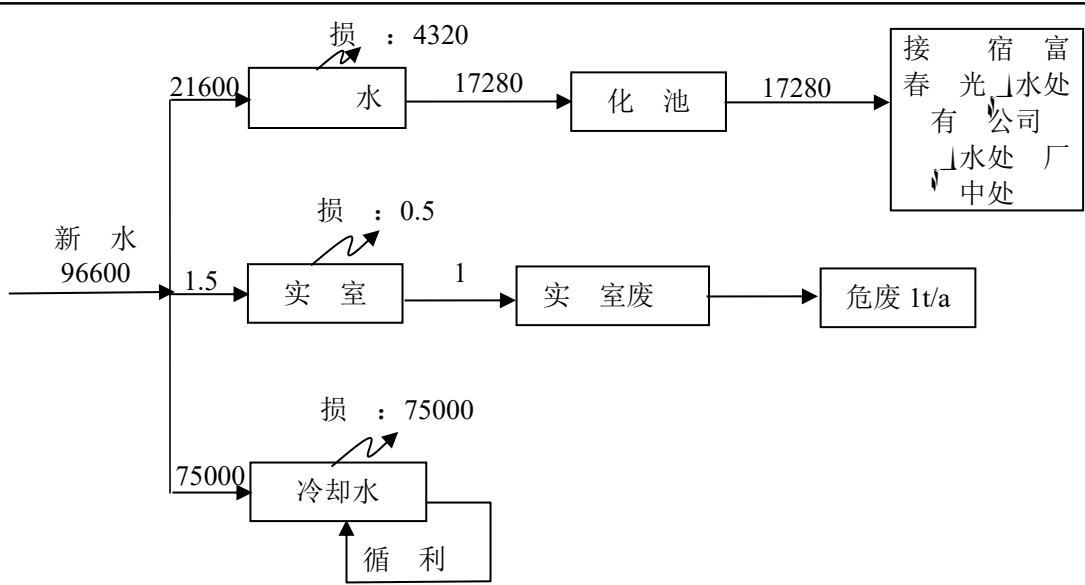 损 ：4320
21600
水
17280
化 池
17280
接 宿 富
春 光 水处
有 公司
水处 厂
中处
新 水
96600
损 ：0.5
1.5
实 室
1
实 室废
危废 1t/a
损 ：75000
75000
冷却水
循 利